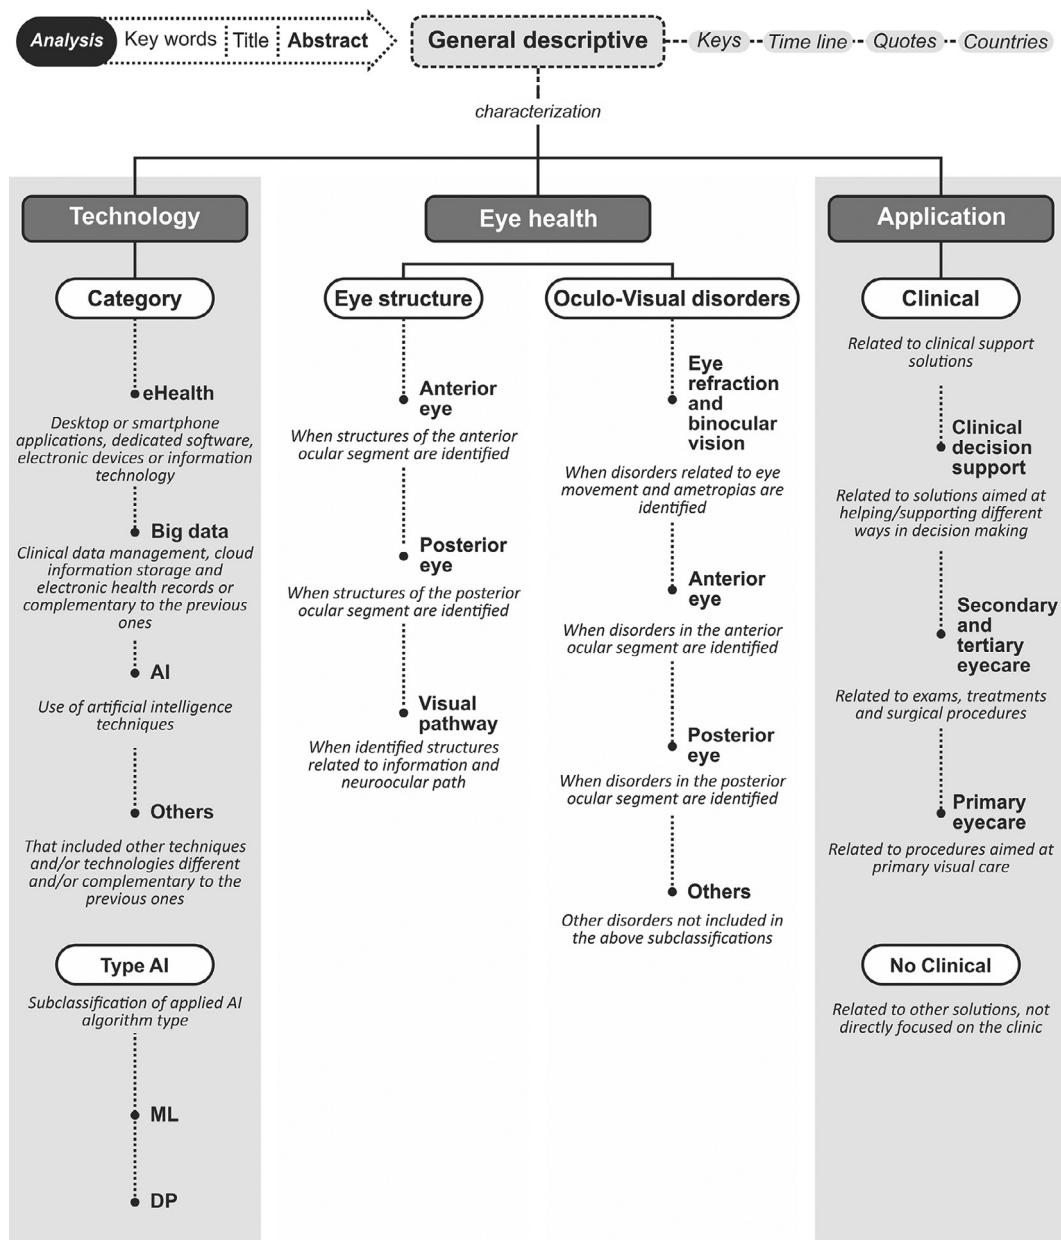 Analysis Key words Title Abstract General descriptive Keys Time line Quotes Countries
characterization
Technology
Category
eHealth
Desktop or smartphone
applications, dedicated software,
electronic devices or information
technology
Big data
Clinical data management, cloud
information storage and
electronic health records or
complementary to the previous
ones
AI
Use of artificial intelligence
techniques
Others
That included other techniques
and/or technologies different
and/or complementary to the
previous ones
Type AI
Subclassification of applied AI
algorithm type
ML
DP
Eye health
Eye structure
Anterior
eye
When structures of the anterior
ocular segment are identified
Posterior
eye
When structures of the posterior
ocular segment are identified
Visual
pathway
When identified structures
related to information and
neuroocular path
Oculo-Visual disorders
Eye
refraction
and
binocular
vision
When disorders related to eye
movement and ametropias are
identified
Anterior
eye
When disorders in the anterior
ocular segment are identified
Posterior
eye
When disorders in the posterior
ocular segment are identified
Others
Other disorders not included in
the above subclassifications
Application
Clinical
Related to clinical support
solutions
Clinical
decision
support
Related to solutions aimed at
helping/supporting different
ways in decision making
Secondary
and
tertiary
eyecare
Related to exams, treatments
and surgical procedures
Primary
eyecare
Related to procedures aimed at
primary visual care
No Clinical
Related to other solutions, not
directly focused on the clinic